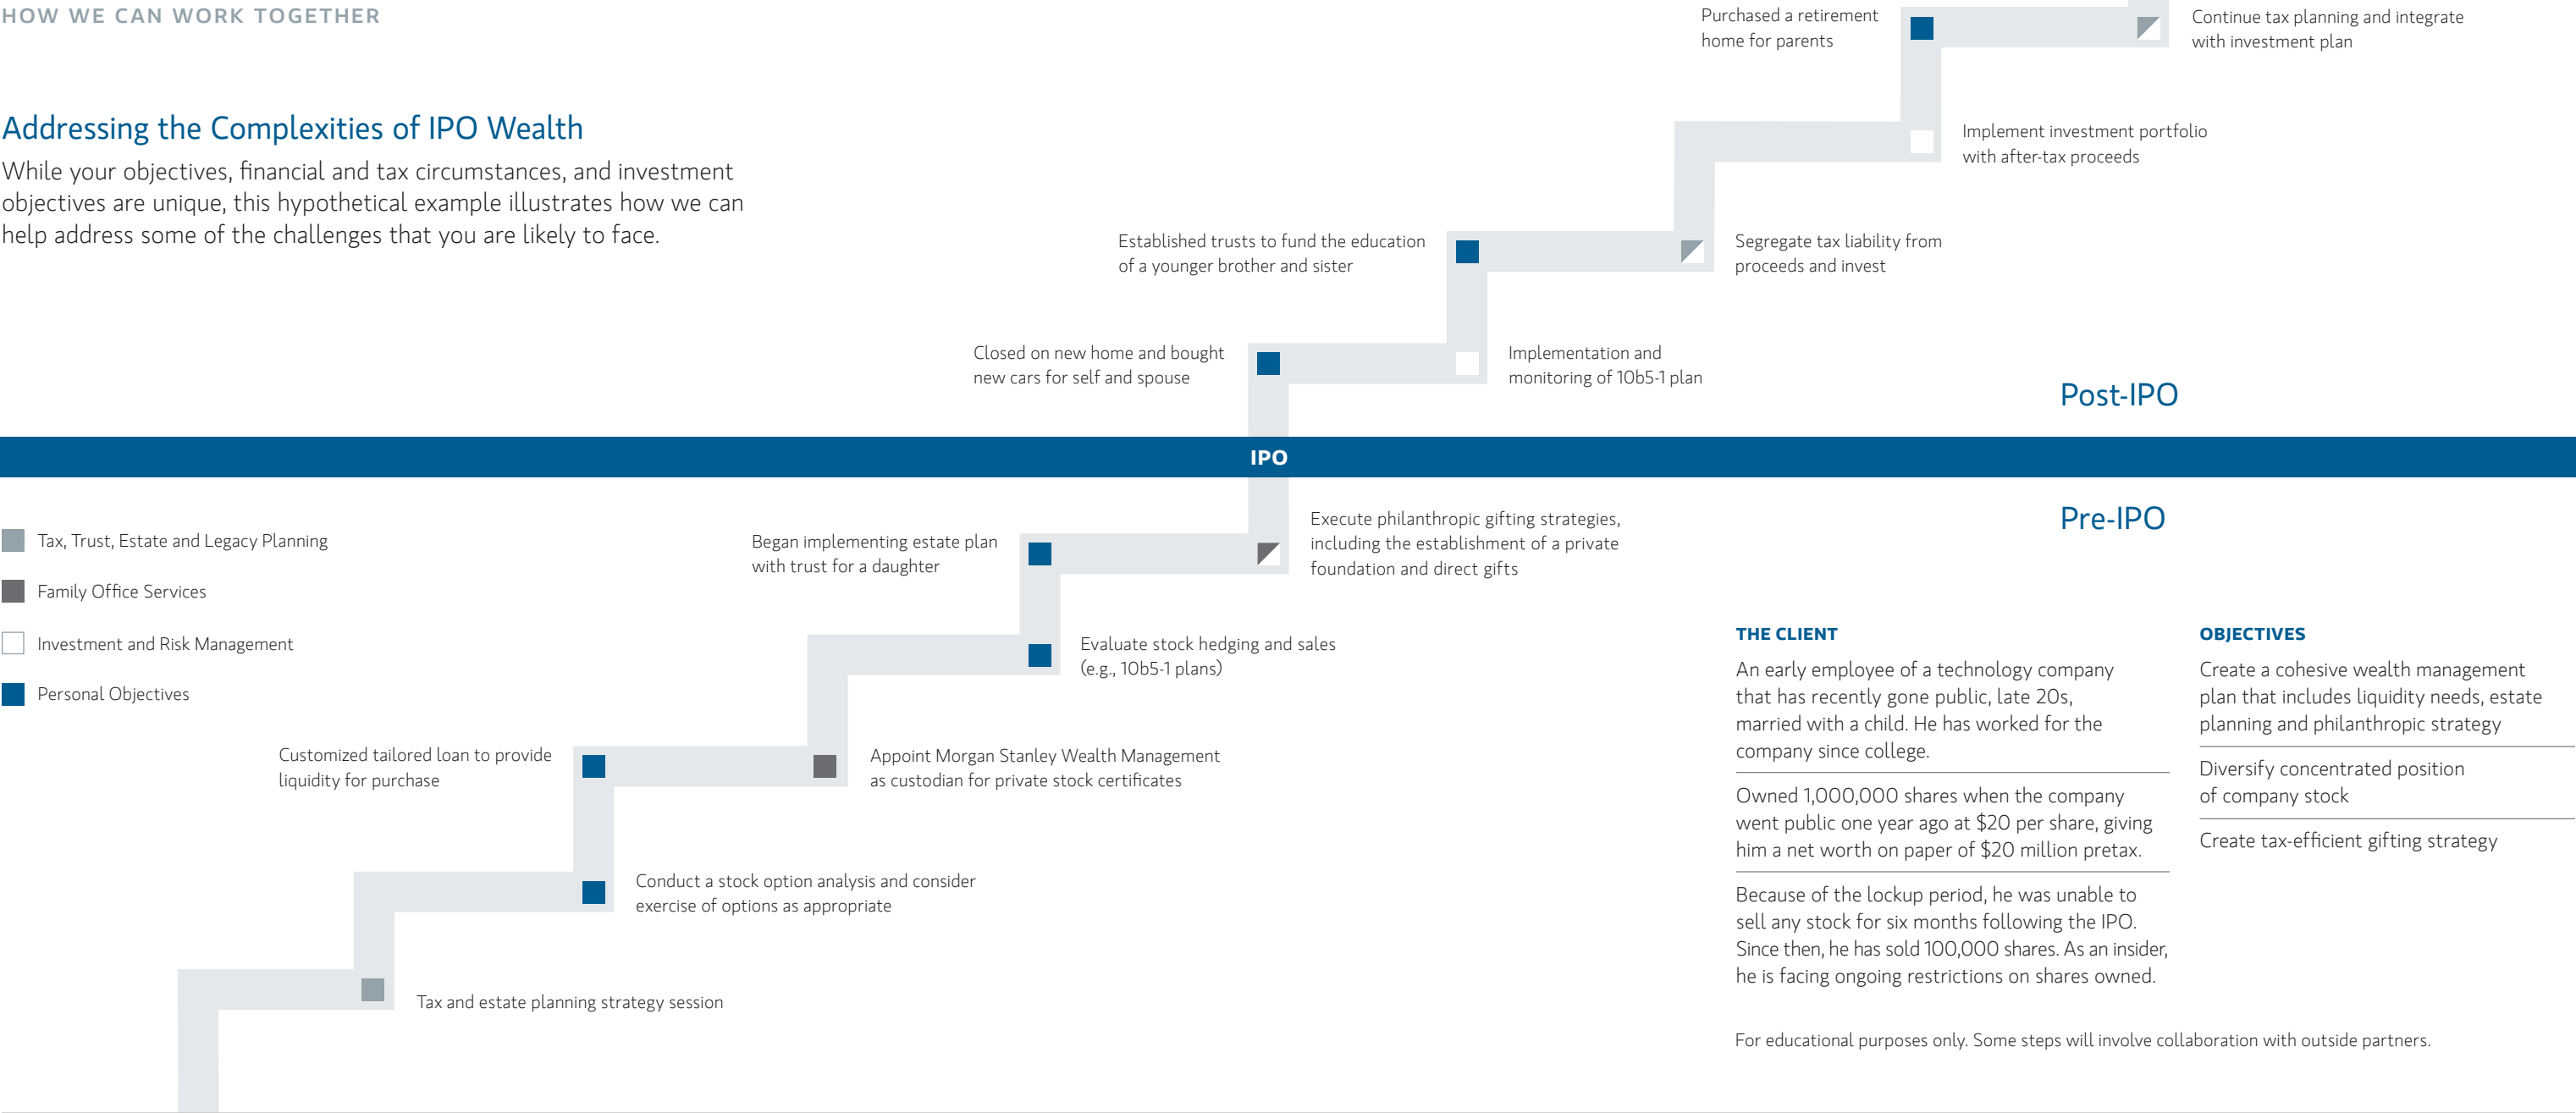 HOW WE CAN WORK TOGETHER
Addressing the Complexities of IPO Wealth
While your objectives, financial and tax circumstances, and investment
objectives are unique, this hypothetical example illustrates how we can
help address some of the challenges that you are likely to face.
Purchased a retirement
home for parents
Continue tax planning and integrate
with investment plan
Implement investment portfolio
with after-tax proceeds
Established trusts to fund the education
of a younger brother and sister
Segregate tax liability from
proceeds and invest
Closed on new home and bought
new cars for self and spouse
Implementation and
monitoring of 10b5-1 plan
Post-IPO
IPO
Pre-IPO
Tax, Trust, Estate and Legacy Planning
Family Office Services
Investment and Risk Management
Personal Objectives
Began implementing estate plan
with trust for a daughter
Execute philanthropic gifting strategies,
including the establishment of a private
foundation and direct gifts
Evaluate stock hedging and sales
(e.g., 10b5-1 plans)
Customized tailored loan to provide
liquidity for purchase
Appoint Morgan Stanley Wealth Management
as custodian for private stock certificates
Conduct a stock option analysis and consider
exercise of options as appropriate
Tax and estate planning strategy session
THE CLIENT
An early employee of a technology company
that has recently gone public, late 20s,
married with a child. He has worked for the
company since college.
Owned 1,000,000 shares when the company
went public one year ago at $20 per share, giving
him a net worth on paper of $20 million pretax.
Because of the lockup period, he was unable to
sell any stock for six months following the IPO.
Since then, he has sold 100,000 shares. As an insider,
he is facing ongoing restrictions on shares owned.
OBJECTIVES
Create a cohesive wealth management
plan that includes liquidity needs, estate
planning and philanthropic strategy
Diversify concentrated position
of company stock
Create tax-efficient gifting strategy
For educational purposes only. Some steps will involve collaboration with outside partners.